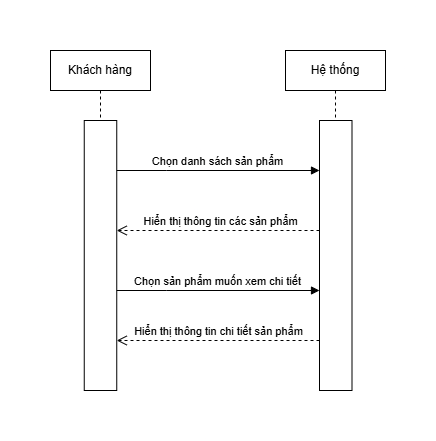 Khách hàng
Hệ thống
Chọn danh sách sản phẩm
Hiển thị thông tin các sản phẩm
Chọn sản phẩm muốn xem chi tiết
Hiển thị thông tin chi tiết sản phẩm